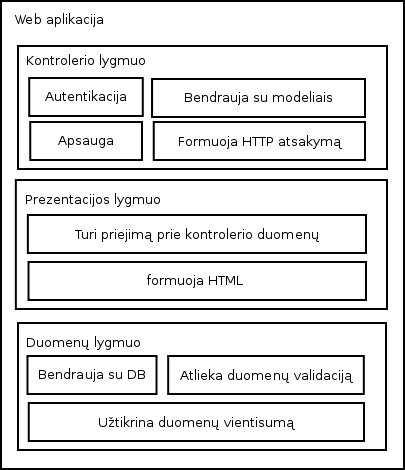 Web aplikacija
Kontrolerio lygmuo
Autentikacija
Bendrauja su modeliais
Apsauga
Formuoja HTTP atsakymą
Prezentacijos lygmuo
Turi priejimą prie kontrolerio duomenų
formuoja HTML
Duomenų lygmuo
Bendrauja su DB
Atlieka duomenų validaciją
Užtikrina duomenų vientisumą